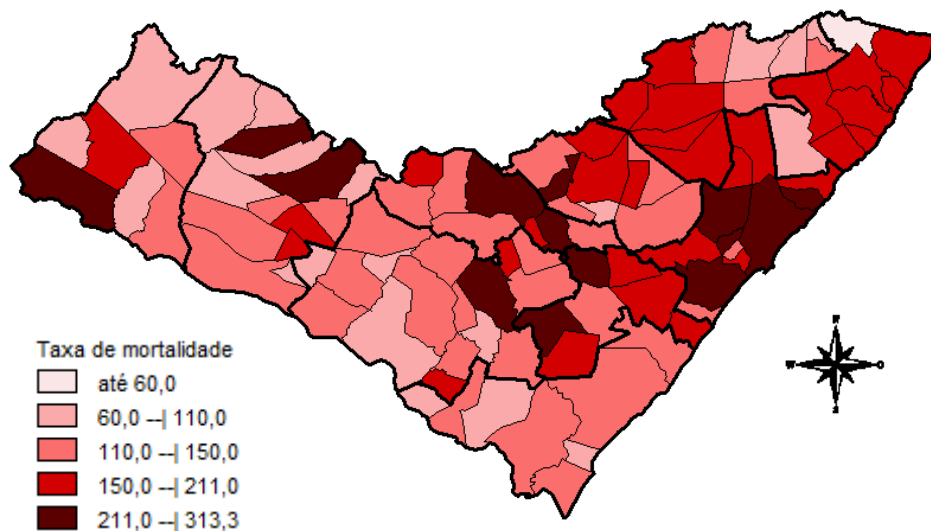 Taxa de mortalidade
até 60,0
60,0 --| 110,0
110,0 --| 150,0
150,0 --| 211,0
211,0 --| 313,3